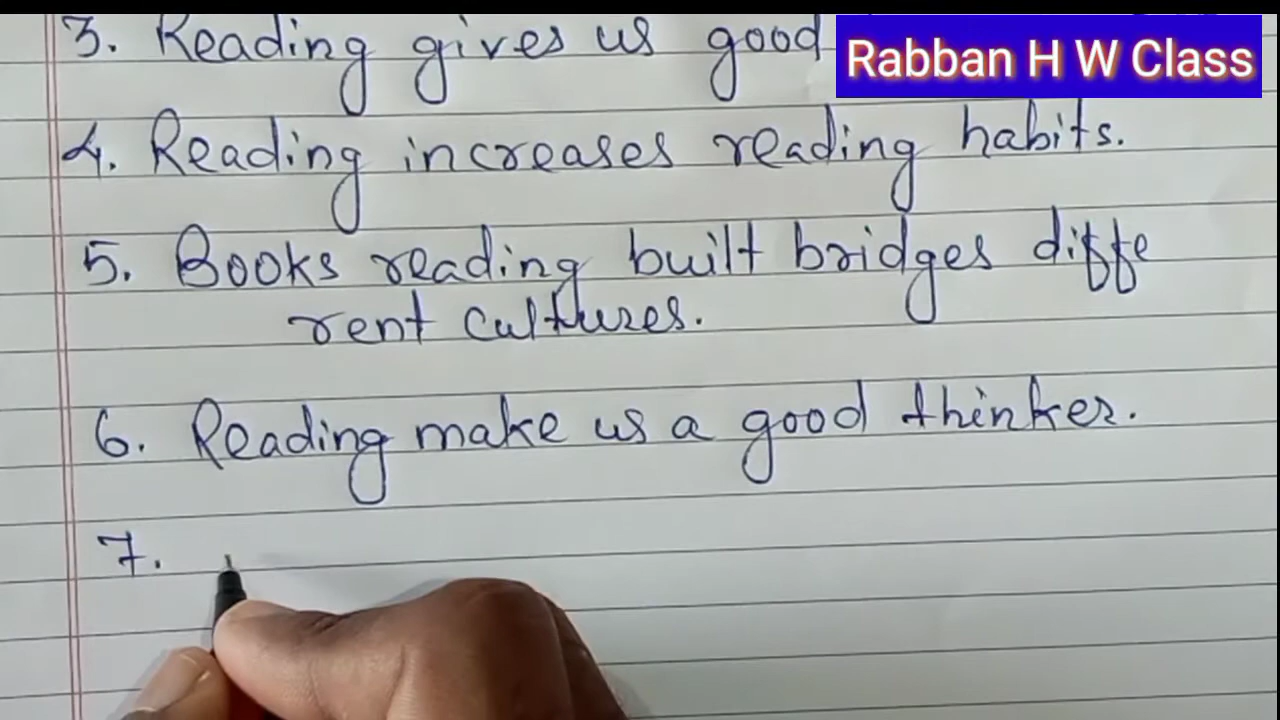 3. Reading gives us good
Rabban H W Class
4. Reading increases reading habits.
5. Books reading built bridges diffe
rent cultures.
6. Reading make us a good thinker.
7.